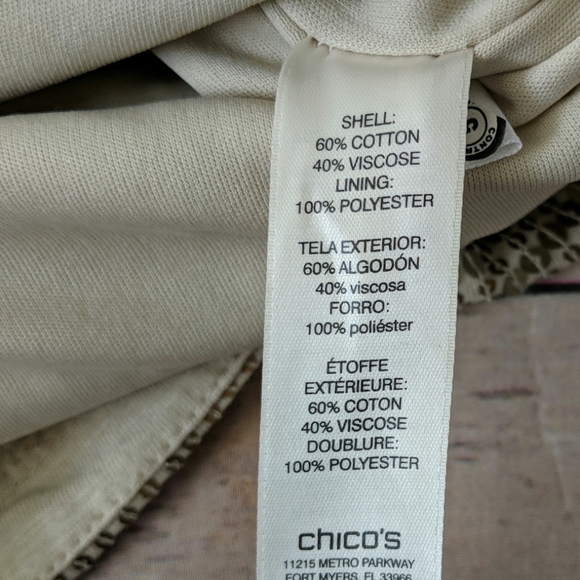 SHELL:
60% COTTON
40% VISCOSE
LINING:
100% POLYESTER
TELA EXTERIOR:
60% ALGODÓN
40% viscosa
FORRO:
100% poliéster
ÉTOFFE
EXTÉRIEURE:
60% COTON
40% VISCOSE
DOUBLURE:
100% POLYESTER
chico's
11215 METRO PARKWAY
FORT MYERS, FL 33966